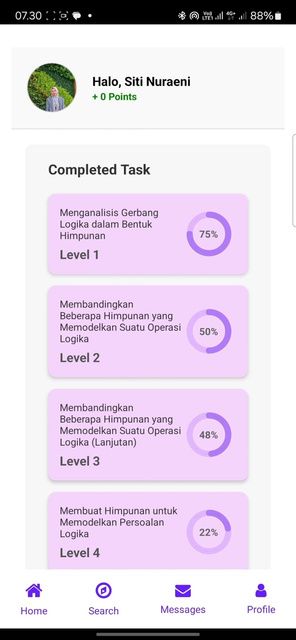 07.30
88%
Halo, Siti Nuraeni
+ 0 Points
Completed Task
Menganalisis Gerbang
Logika dalam Bentuk
Himpunan
75%
Level 1
Membandingkan
Beberapa Himpunan yang
Memodelkan Suatu Operasi
Logika
50%
Level 2
Membandingkan
Beberapa Himpunan yang
Memodelkan Suatu Operasi
Logika (Lanjutan)
48%
Level 3
Membuat Himpunan untuk
Memodelkan Persoalan
Logika
22%
Level 4
Home
Search
Messages
Profile